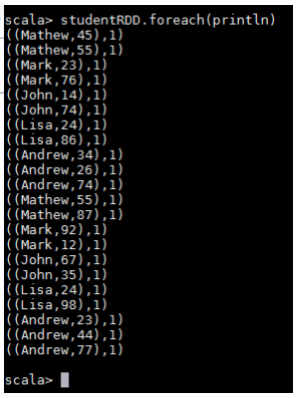 scala> studentRDD.foreach(println)
((Mathew,45),1)
((Mathew,55),1)
((Mark,23),1)
((Mark,76),1)
((John,14),1)
((John,74),1)
((Lisa,24),1)
((Lisa,86),1)
((Andrew,34),1)
((Andrew,26),1)
((Andrew,74),1)
((Mathew,55),1)
((Mathew,87),1)
((Mark,92),1)
((Mark,12),1)
((John,67),1)
((John,35),1)
((Lisa,24),1)
((Lisa,98),1)
((Andrew,23),1)
((Andrew,44),1)
((Andrew,77),1)
scala>